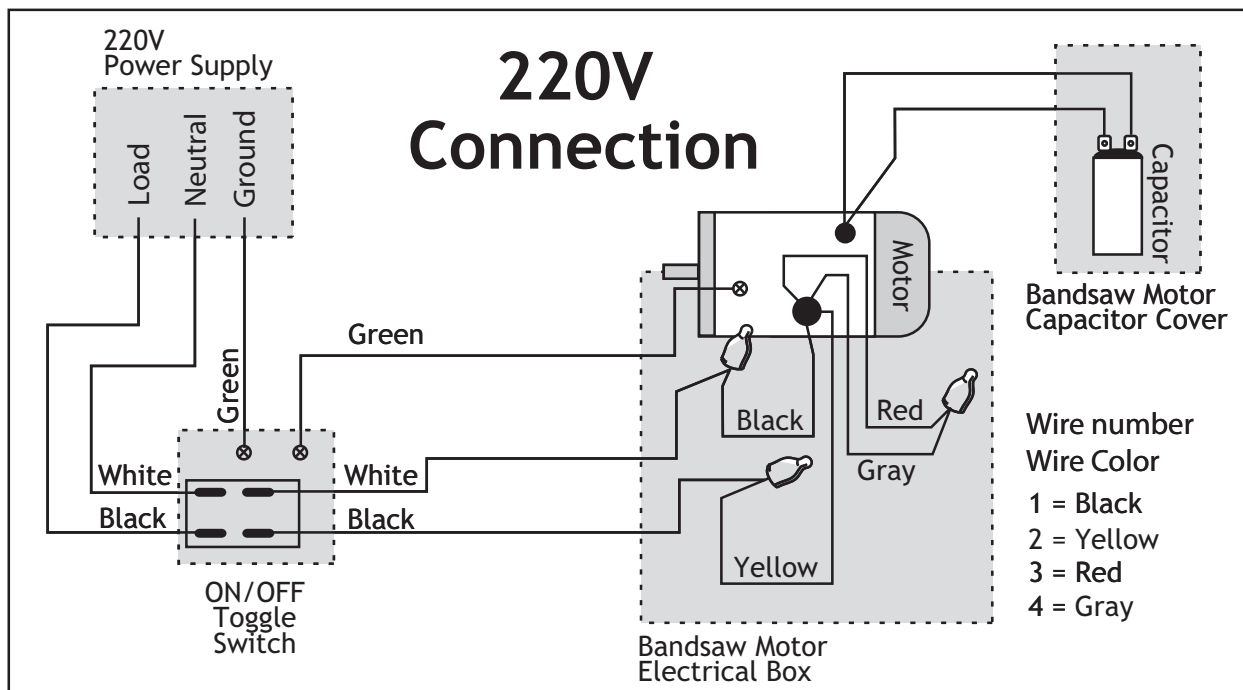 220V
Power Supply
Load
Neutral
Ground
220V
Connection
Capacitor
Bandsaw Motor
Capacitor Cover
Motor
Green
Green
White
Black
White
Black
ON/OFF
Toggle
Switch
Black
Red
Gray
Yellow
Bandsaw Motor
Electrical Box
Wire number
Wire Color
1 = Black
2 = Yellow
3 = Red
4 = Gray